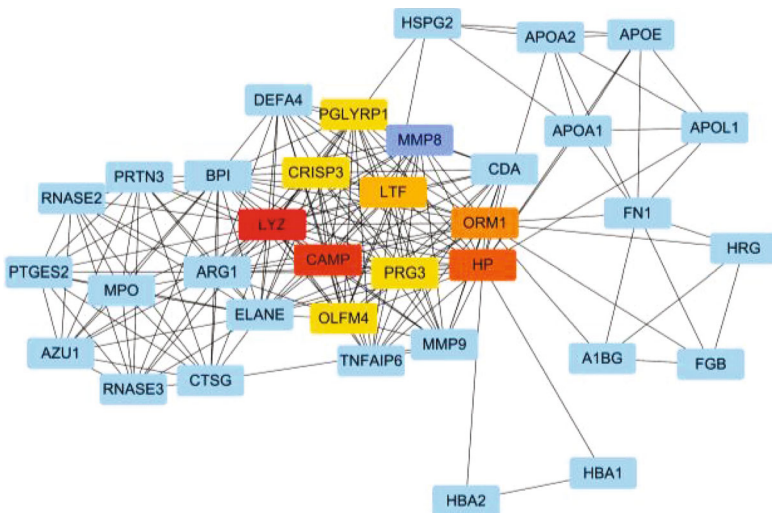 HSPG2
APOA2
APOE
DEFA4
PGLYRP1
MMP8
APOA1
APOL1
PRTN3
BPI
CRISP3
CDA
RNASE2
LTF
LYZ
ORM1
FN1
HRG
PTGES2
MPO
ARG1
CAMP
PRG3
HP
ELANE
OLFM4
AZU1
RNASE3
CTSG
TNFAIP6
MMP9
A1BG
FGB
HBA1
HBA2